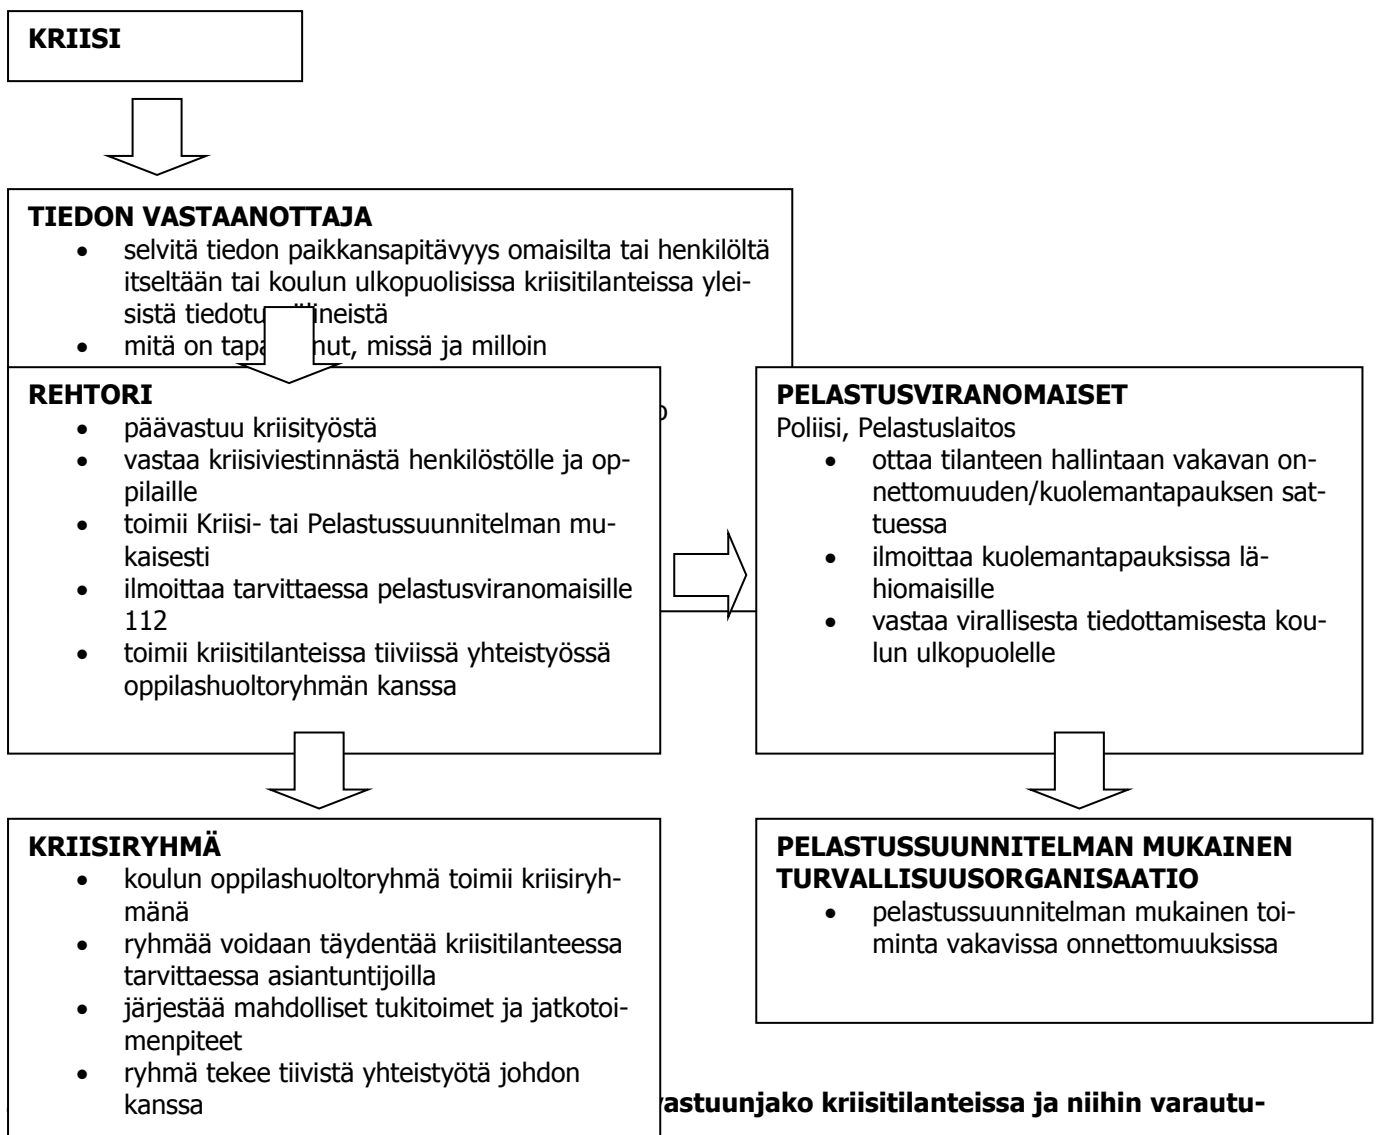 KRIISI
TIEDON VASTAANOTTAJA
• selvitä tiedon paikkansapitävyys omaisilta tai henkilöltä
itseltään tai koulun ulkopuolisissa kriisitilanteissa ylei-
sistä
• mitä on missä ja milloin
REHTORI
• päävastuu kriisityöstä
• vastaa kriisiviestinnästä henkilöstölle ja op-
pilaille
• toimii Kriisi- tai Pelastussuunnitelman mu-
kaisesti
• ilmoittaa tarvittaessa pelastusviranomaisille
112
• toimii kriisitilanteissa tiiviissä yhteistyössä
oppilashuoltoryhmän kanssa
PELASTUSVIRANOMAISET
Poliisi, Pelastuslaitos
• ottaa tilanteen hallintaan vakavan on-
nettomuuden/kuolemantapauksen sat-
tuessa
• ilmoittaa kuolemantapauksissa lä-
hiomaisille
• vastaa virallisesta tiedottamisesta kou-
lun ulkopuolelle
KRIISIRYHMÄ
• koulun oppilashuoltoryhmä toimii kriisiryh-
mänä
• ryhmää voidaan täydentää kriisitilanteessa
tarvittaessa asiantuntijoilla
• järjestää mahdolliset tukitoimet ja jatkotoi-
menpiteet
• ryhmä tekee tiivistä yhteistyötä johdon
kanssa
PELASTUSSUUNNITELMAN MUKAINEN
TURVALLISUUSORGANISAATIO
• pelastussuunnitelman mukainen toi-
minta vakavissa onnettomuuksissa
vastuunjako kriisitilanteissa ja niihin varautu-